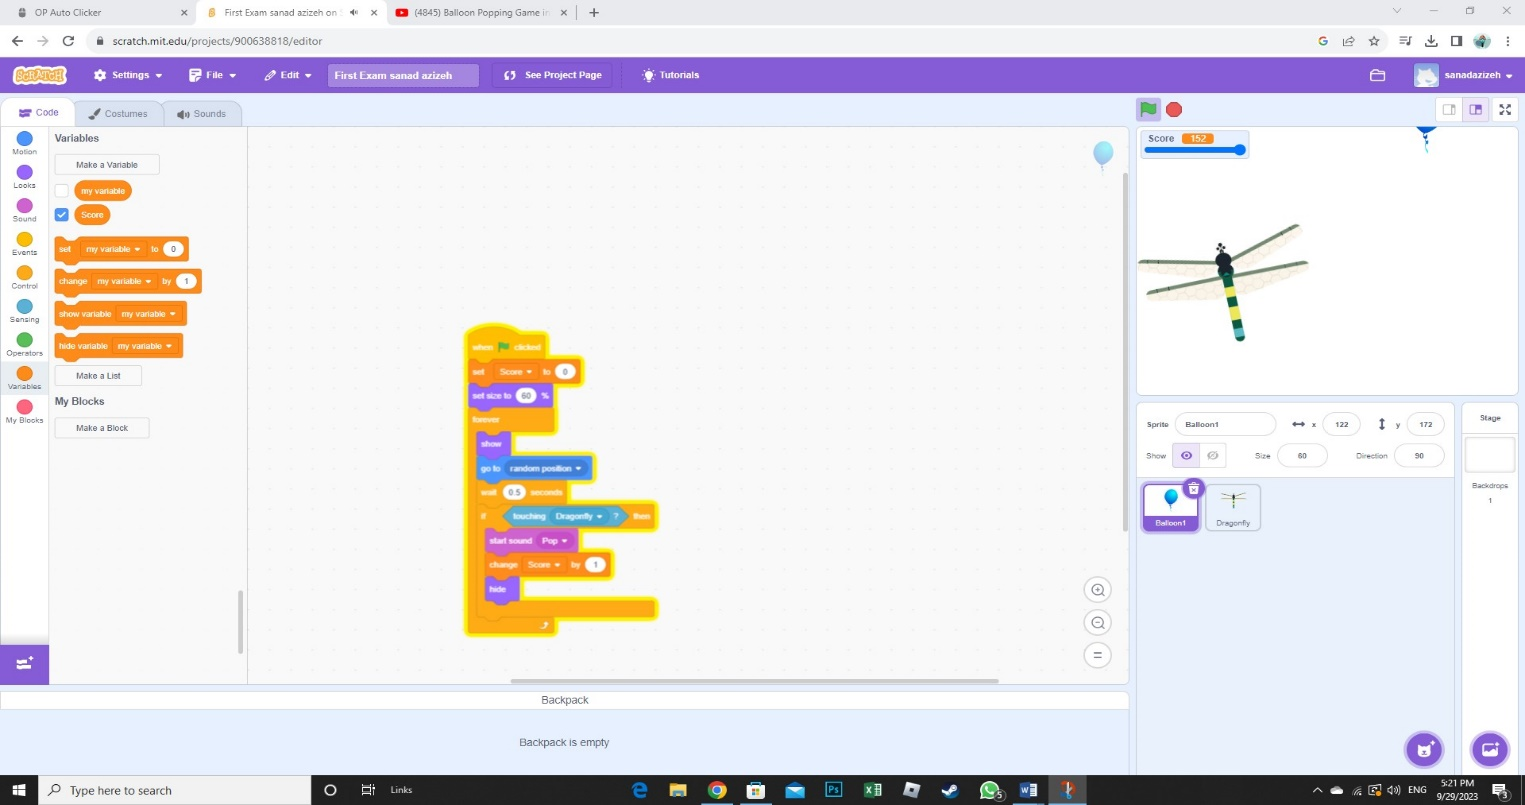 OP Auto Clicker
First Exam sanad azizeh on
(4845) Balloon Popping Game in
scratch.mit.edu/projects/900638818/editor
SCRATCH
Settings
File
Edit
First Exam sanad azizeh
See Project Page
Tutorials
sanadazizeh
Code
Costumes
Sounds
Motion
Looks
Sound
Events
Control
Sensing
Operators
Variables
My Blocks
Variables
Make a Variable
my variable
Score
set my variable to 0
change my variable by 1
show variable my variable
hide variable my variable
Make a List
My Blocks
Make a Block
when clicked
set Score to 0
set size to 60 %
forever
show
go to random position
wait 0.5 seconds
if touching Dragonfly ? then
start sound Pop
change Score by 1
hide
Backpack
Backpack is empty
Score 152
Sprite Balloon1 x 122 y 172
Show Size 60 Direction 90
Balloon1
Dragonfly
Stage
Backdrops
1
Type here to search
Links
5
ENG
5:21 PM
9/29/2023
3